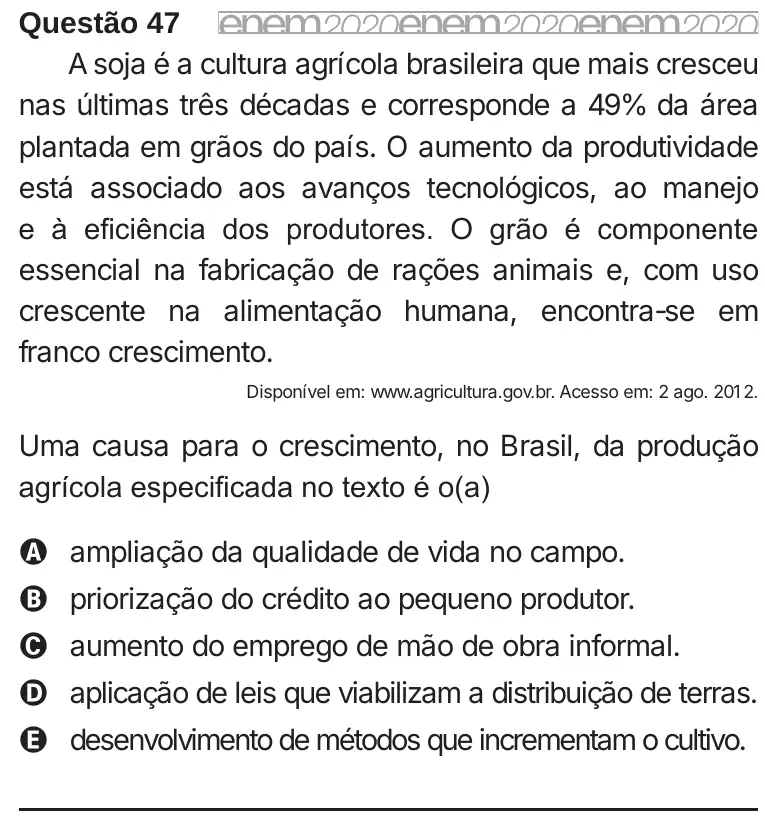 Questão 47 enem2020enem2020enem2020
A soja é a cultura agrícola brasileira que mais cresceu
nas últimas três décadas e corresponde a 49% da área
plantada em grãos do país. O aumento da produtividade
está associado aos avanços tecnológicos, ao manejo
e à eficiência dos produtores. O grão é componente
essencial na fabricação de rações animais e, com uso
crescente na alimentação humana, encontra-se em
franco crescimento.
Disponível em: www.agricultura.gov.br. Acesso em: 2 ago. 2012.
Uma causa para o crescimento, no Brasil, da produção
agrícola especificada no texto é o(a)
A ampliação da qualidade de vida no campo.
B priorização do crédito ao pequeno produtor.
C aumento do emprego de mão de obra informal.
D aplicação de leis que viabilizam a distribuição de terras.
E desenvolvimento de métodos que incrementam o cultivo.